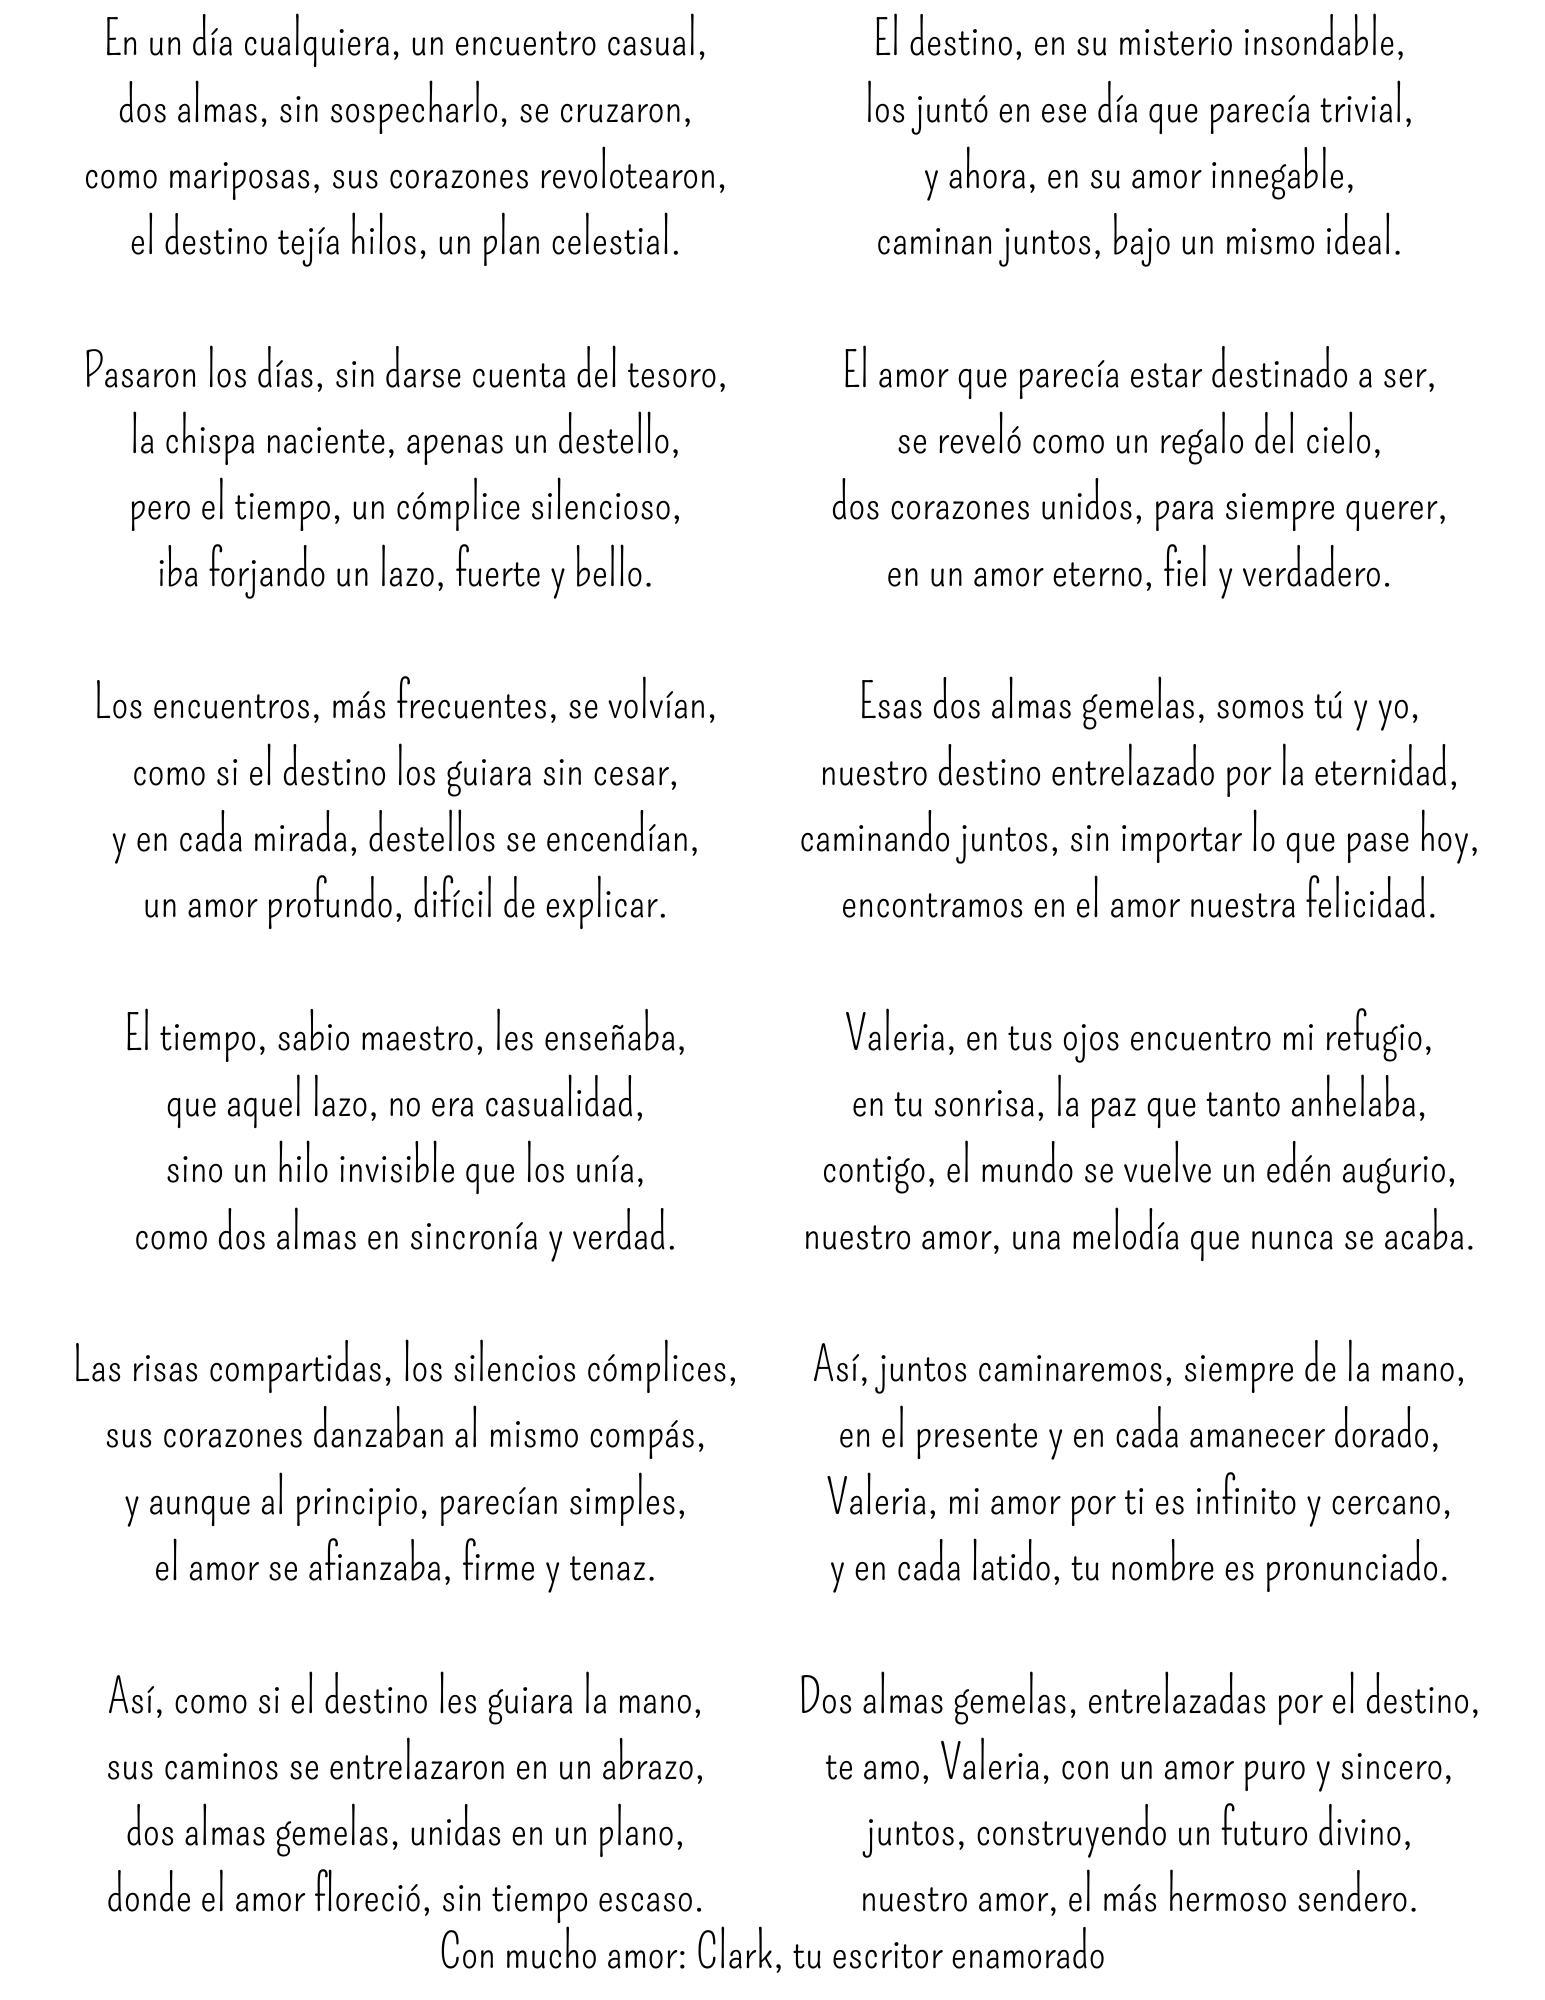 En un día cualquiera, un encuentro casual,
dos almas, sin sospecharlo, se cruzaron,
como mariposas, sus corazones revolotearon,
el destino tejía hilos, un plan celestial.
Pasaron los días, sin darse cuenta del tesoro,
la chispa naciente, apenas un destello,
pero el tiempo, un cómplice silencioso,
iba forjando un lazo, fuerte y bello.
Los encuentros, más frecuentes, se volvían,
como si el destino los guiara sin cesar,
y en cada mirada, destellos se encendían,
un amor profundo, difícil de explicar.
El tiempo, sabio maestro, les enseñaba,
que aquel lazo, no era casualidad,
sino un hilo invisible que los unía,
como dos almas en sincronía y verdad.
Las risas compartidas, los silencios cómplices,
sus corazones danzaban al mismo compás,
y aunque al principio, parecían simples,
el amor se afianzaba, firme y tenaz.
Así, como si el destino les guiara la mano,
sus caminos se entrelazaron en un abrazo,
dos almas gemelas, unidas en un plano,
donde el amor floreció, sin tiempo escaso.
El destino, en su misterio insondable,
los juntó en ese día que parecía trivial,
y ahora, en su amor innegable,
caminan juntos, bajo un mismo ideal.
El amor que parecía estar destinado a ser,
se reveló como un regalo del cielo,
dos corazones unidos, para siempre querer,
en un amor eterno, fiel y verdadero.
Esas dos almas gemelas, somos tú y yo,
nuestro destino entrelazado por la eternidad,
caminando juntos, sin importar lo que pase hoy,
encontramos en el amor nuestra felicidad.
Valeria, en tus ojos encuentro mi refugio,
en tu sonrisa, la paz que tanto anhelaba,
contigo, el mundo se vuelve un edén augurio,
nuestro amor, una melodía que nunca se acaba.
Así, juntos caminaremos, siempre de la mano,
en el presente y en cada amanecer dorado,
Valeria, mi amor por ti es infinito y cercano,
y en cada latido, tu nombre es pronunciado.
Dos almas gemelas, entrelazadas por el destino,
te amo, Valeria, con un amor puro y sincero,
juntos, construyendo un futuro divino,
nuestro amor, el más hermoso sendero.
Con mucho amor: Clark, tu escritor enamorado